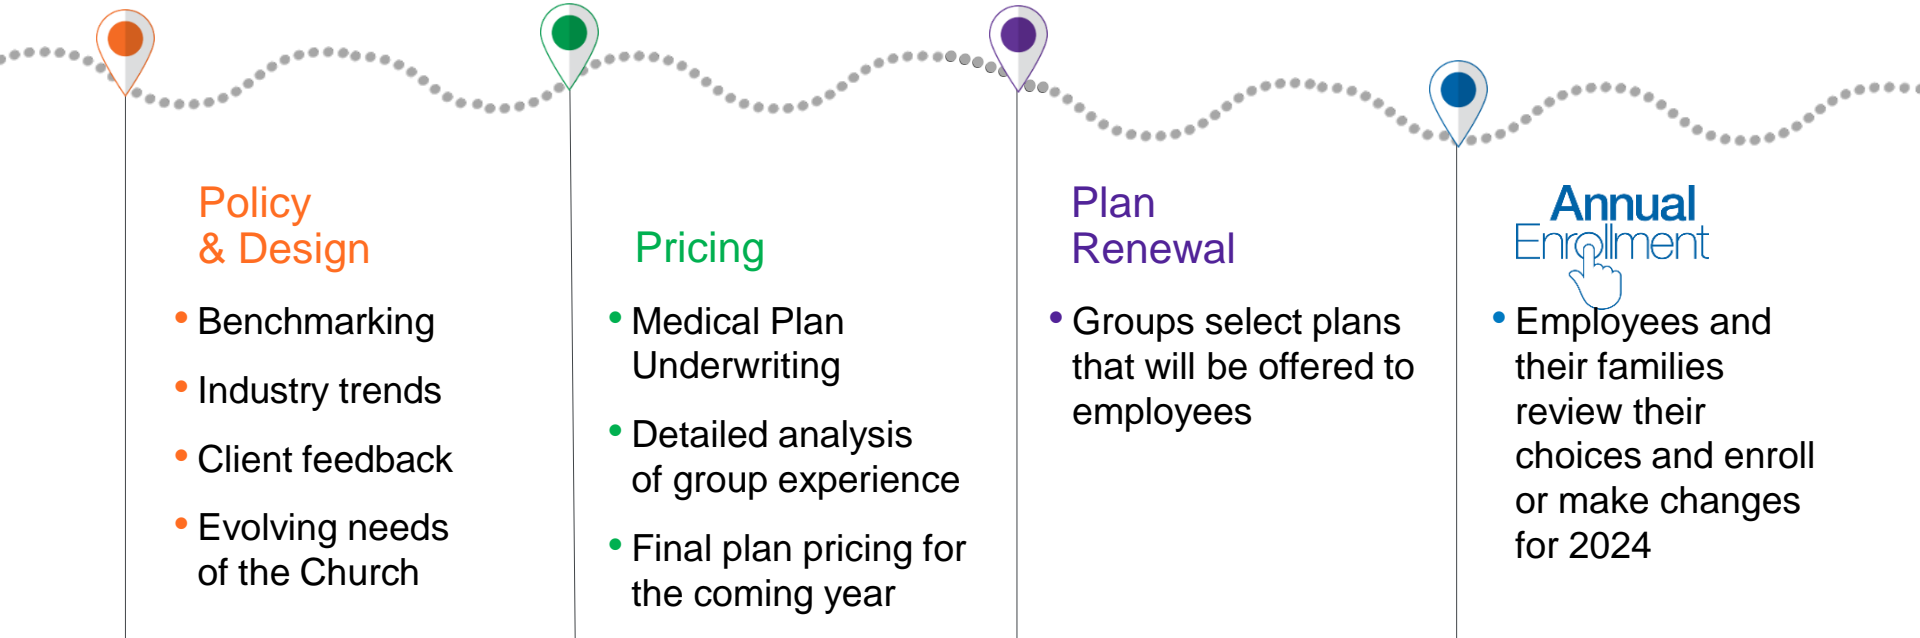 Policy
& Design
• Benchmarking
• Industry trends
• Client feedback
• Evolving needs
of the Church
Pricing
• Medical Plan
Underwriting
• Detailed analysis
of group experience
• Final plan pricing for
the coming year
Plan
Renewal
• Groups select plans
that will be offered to
employees
Annual
Enrollment
• Employees and
their families
review their
choices and enroll
or make changes
for 2024